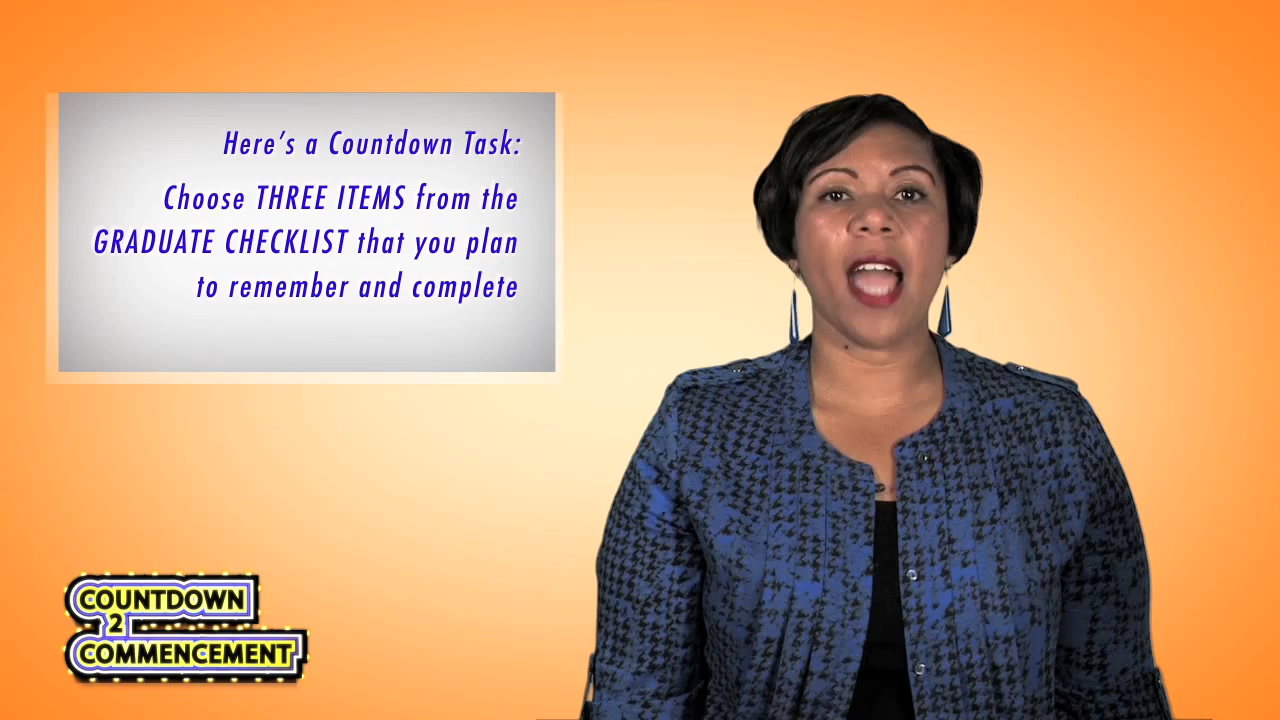 Here's a Countdown Task:
Choose THREE ITEMS from the
GRADUATE CHECKLIST that you plan
to remember and complete
COUNTDOWN
2
COMMENCEMENT